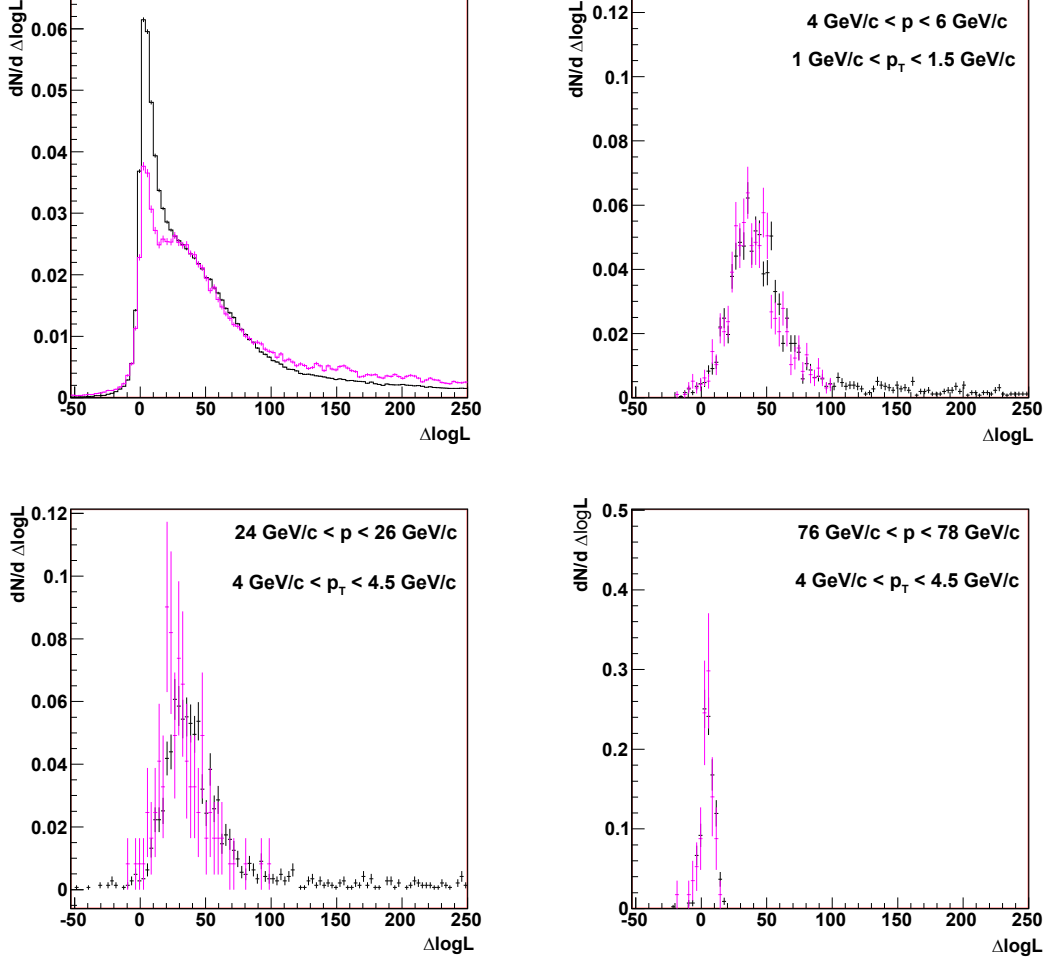 dN/d ΔlogL
0.06
0.05
0.04
0.03
0.02
0.01
0
-50 0 50 100 150 200 250
ΔlogL
dN/d ΔlogL
4 GeV/c < p < 6 GeV/c
1 GeV/c < pT < 1.5 GeV/c
0.12
0.1
0.08
0.06
0.04
0.02
0
-50 0 50 100 150 200 250
ΔlogL
dN/d ΔlogL
24 GeV/c < p < 26 GeV/c
4 GeV/c < pT < 4.5 GeV/c
0.12
0.1
0.08
0.06
0.04
0.02
0
-50 0 50 100 150 200 250
ΔlogL
dN/d ΔlogL
76 GeV/c < p < 78 GeV/c
4 GeV/c < pT < 4.5 GeV/c
0.5
0.4
0.3
0.2
0.1
0
-50 0 50 100 150 200 250
ΔlogL